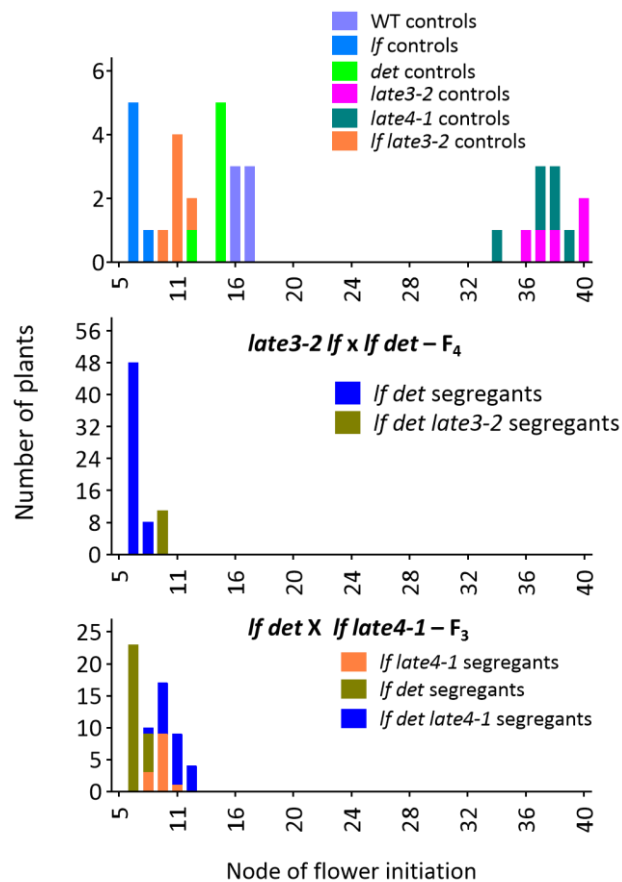 WT controls
lf controls
det controls
late3-2 controls
late4-1 controls
lf late3-2 controls
6
4
2
0
5 11 16 20 24 28 32 36 40
Number of plants
late3-2 lf x lf det – F₄
lf det segregants
lf det late3-2 segregants
56
48
40
32
24
16
8
0
5 11 16 20 24 28 32 36 40
lf det X lf late4-1 – F₃
lf late4-1 segregants
lf det segregants
lf det late4-1 segregants
25
20
15
10
5
0
5 11 16 20 24 28 32 36 40
Node of flower initiation